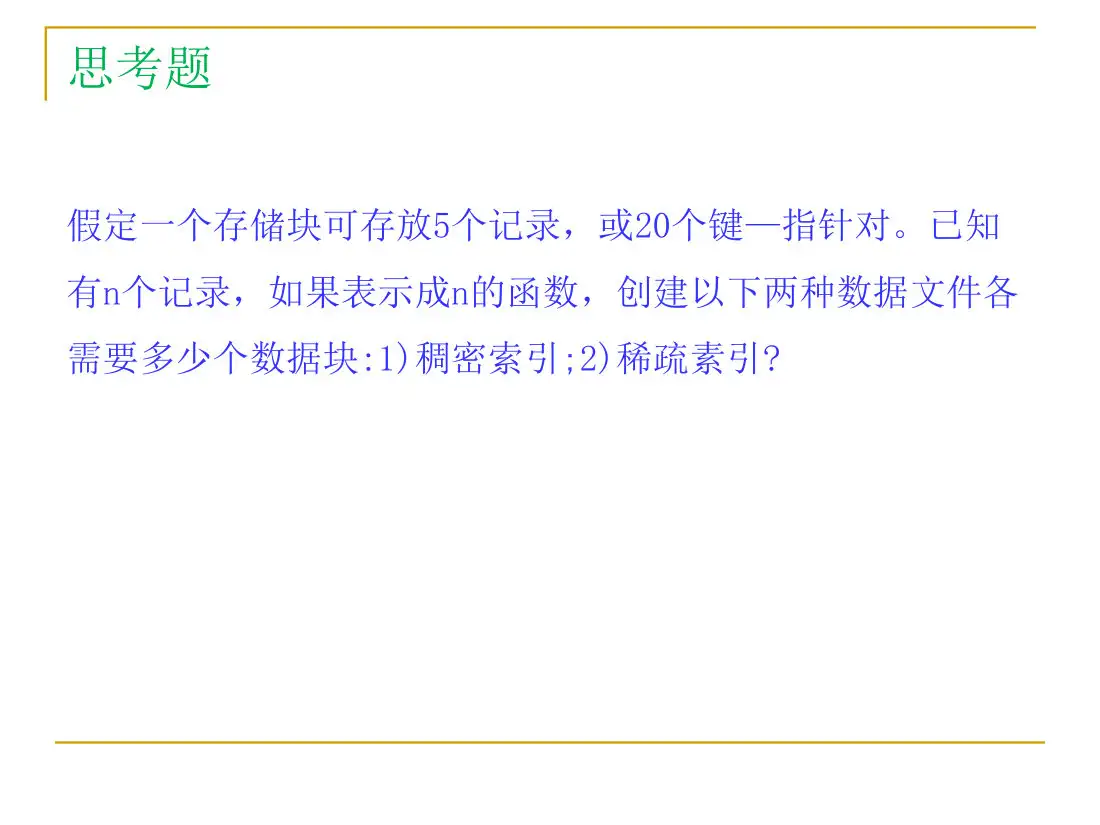 思考题
假定一个存储块可存放5个记录，或20个键—指针对。已知
有n个记录，如果表示成n的函数，创建以下两种数据文件各
需要多少个数据块:1)稠密索引;2)稀疏素引?